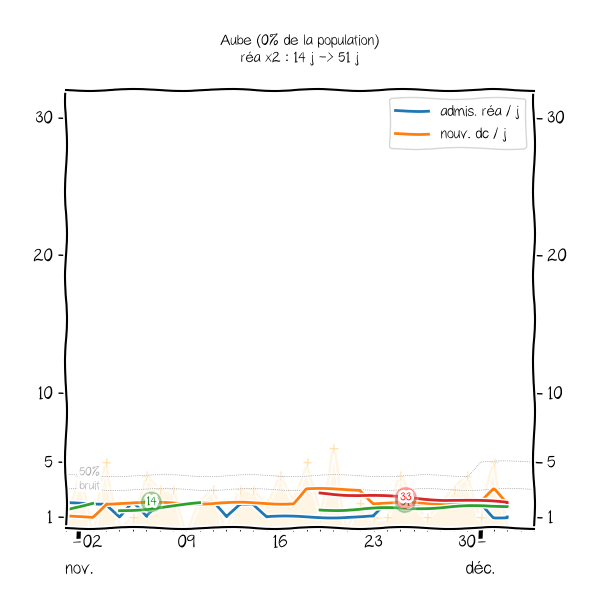 Aube (0% de la population)
réa x2 : 14 j -> 51 j
admis. réa / j
nouv. dc / j
30 30
20 20
10 10
5 5
50%
bruit
14
33
1 1
02 09 16 23 30
nov. déc.